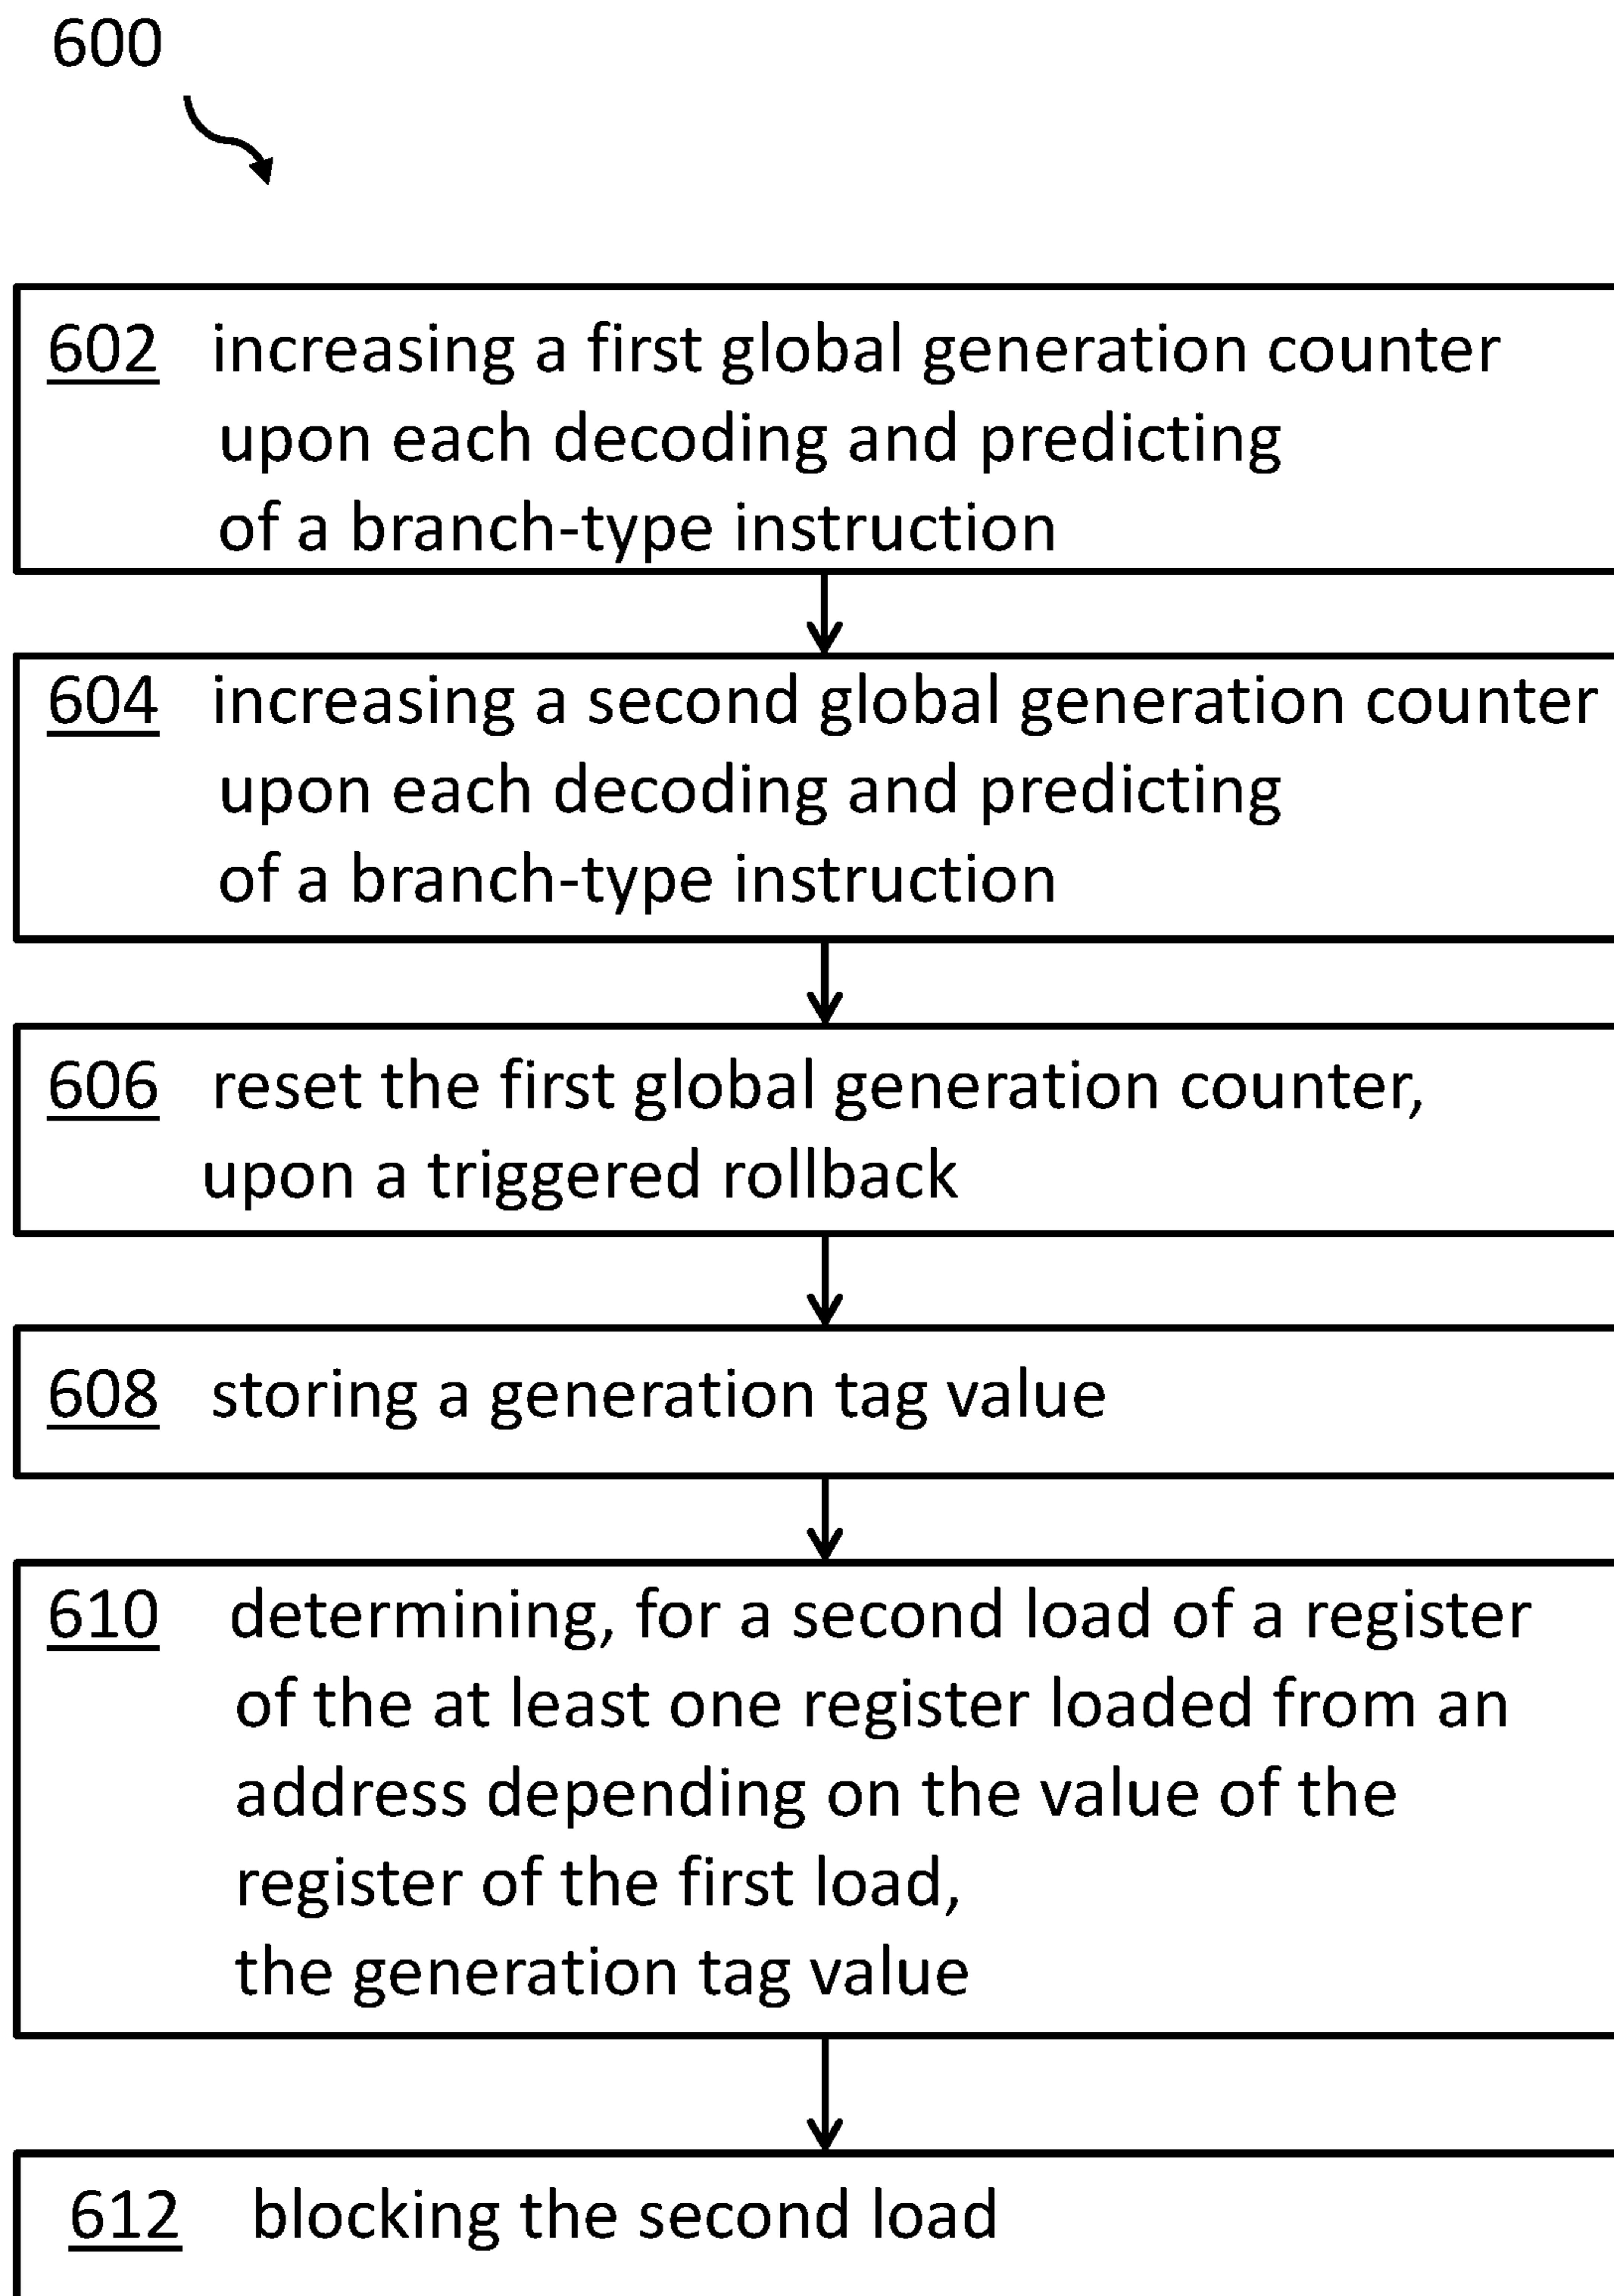 600
602 increasing a first global generation counter
upon each decoding and predicting
of a branch-type instruction
604 increasing a second global generation counter
upon each decoding and predicting
of a branch-type instruction
606 reset the first global generation counter,
upon a triggered rollback
608 storing a generation tag value
610 determining, for a second load of a register
of the at least one register loaded from an
address depending on the value of the
register of the first load,
the generation tag value
612 blocking the second load